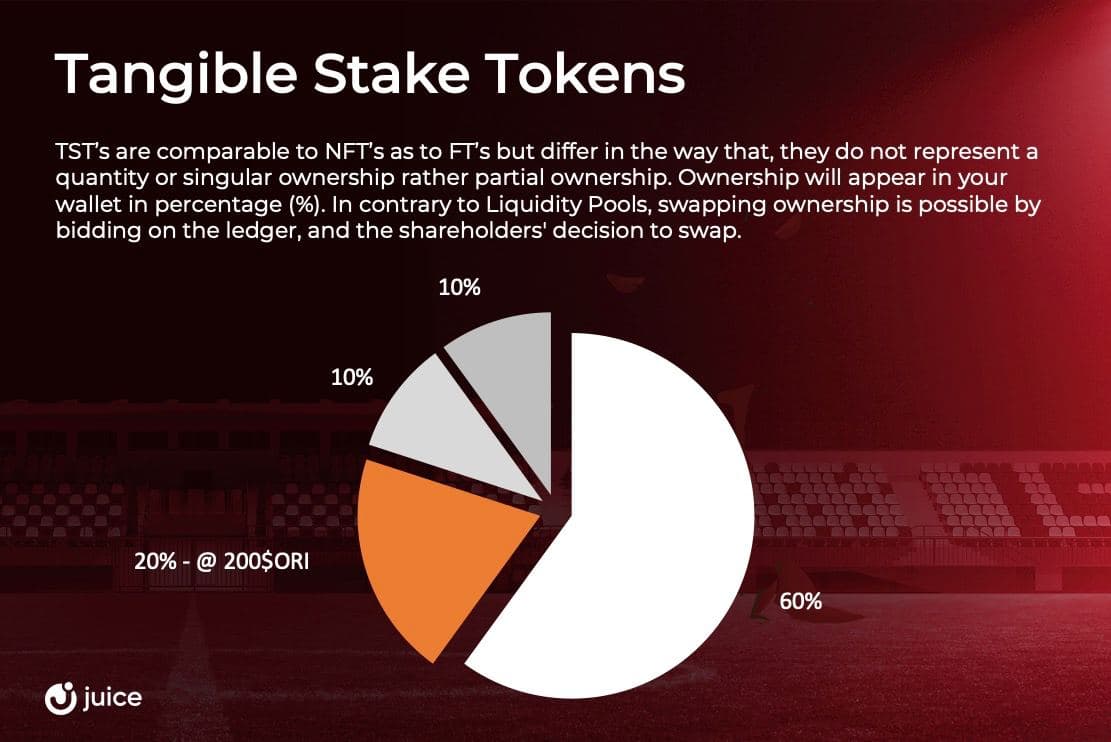 Tangible Stake Tokens
TST's are comparable to NFT's as to FT's but differ in the way that, they do not represent a
quantity or singular ownership rather partial ownership. Ownership will appear in your
wallet in percentage (%). In contrary to Liquidity Pools, swapping ownership is possible by
bidding on the ledger, and the shareholders' decision to swap.
10%
10%
20% - @ 200$ORI
60%
juice